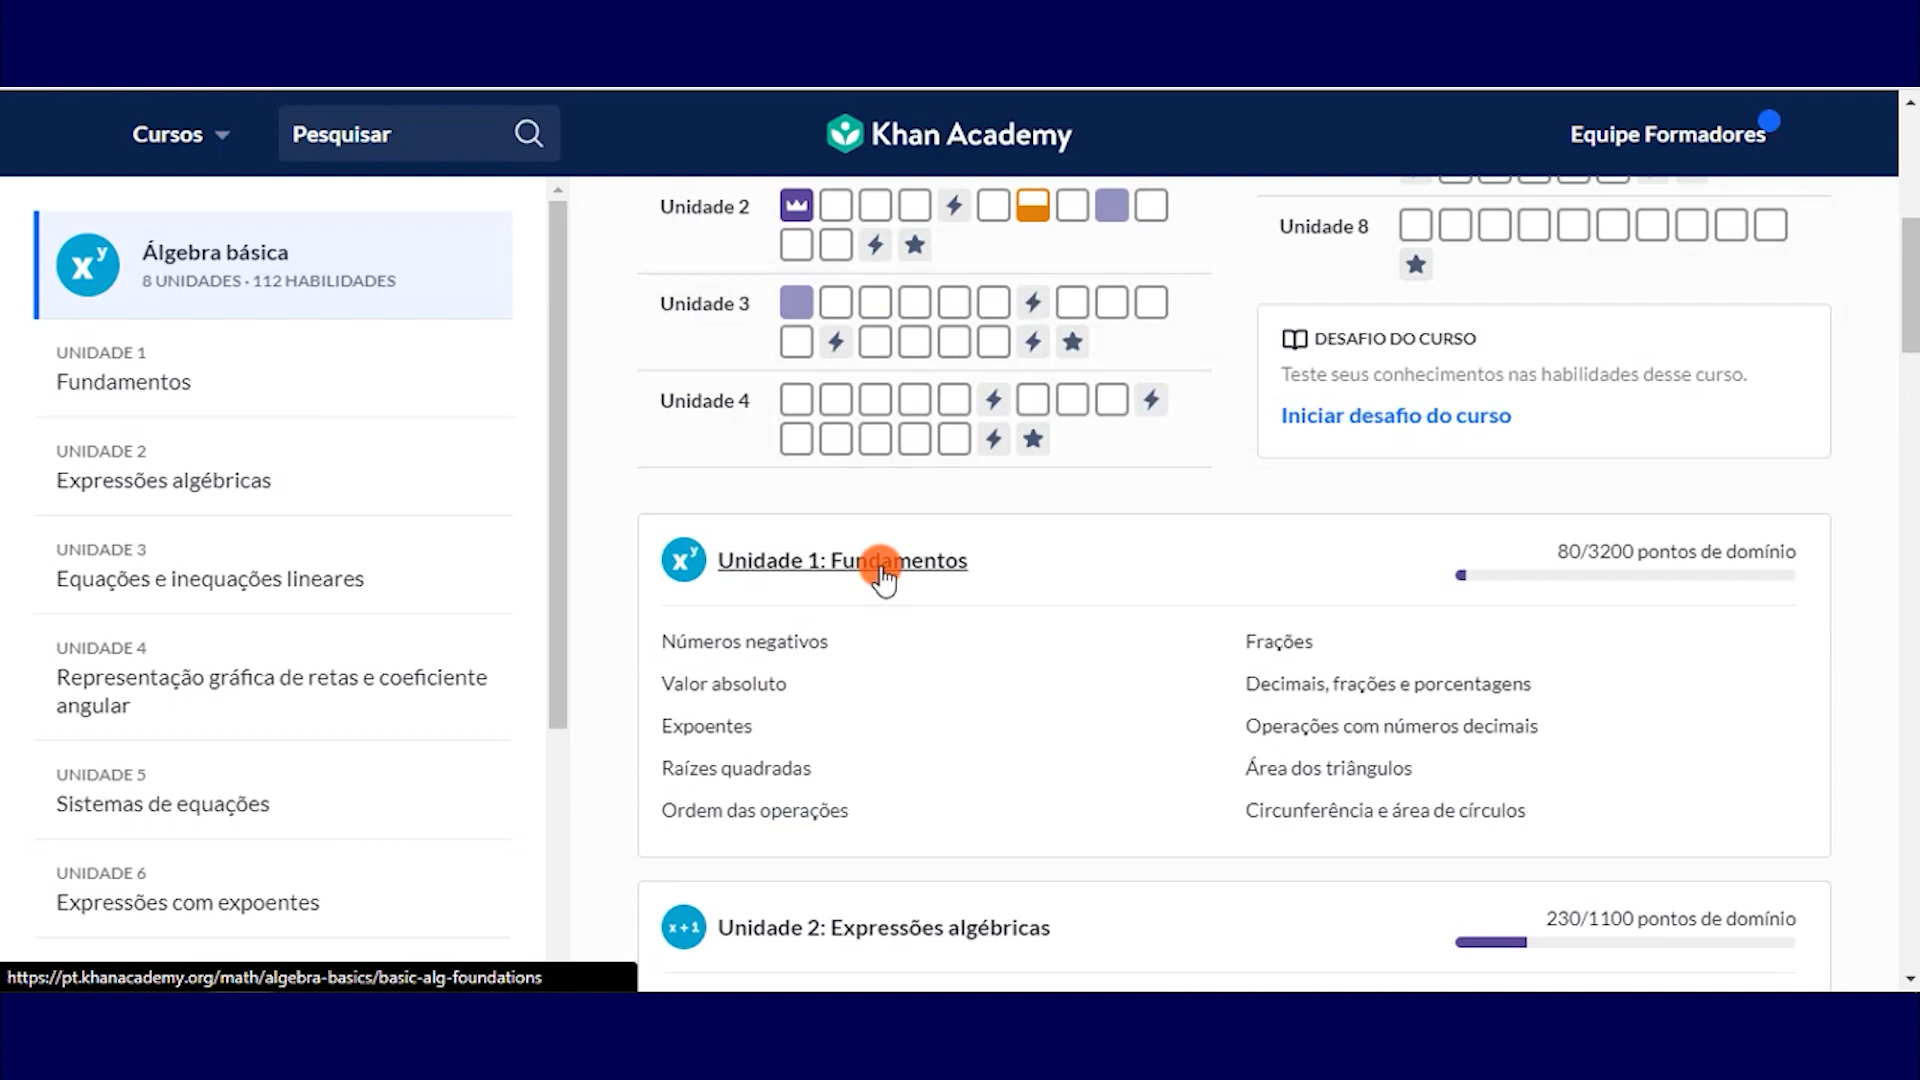 Cursos
Pesquisar
Khan Academy
Equipe Formadores
Álgebra básica
8 UNIDADES · 112 HABILIDADES
UNIDADE 1
Fundamentos
UNIDADE 2
Expressões algébricas
UNIDADE 3
Equações e inequações lineares
UNIDADE 4
Representação gráfica de retas e coeficiente
angular
UNIDADE 5
Sistemas de equações
UNIDADE 6
Expressões com expoentes
Unidade 2
Unidade 3
Unidade 4
Unidade 8
DESAFIO DO CURSO
Teste seus conhecimentos nas habilidades desse curso.
Iniciar desafio do curso
Unidade 1: Fundamentos
80/3200 pontos de domínio
Números negativos
Valor absoluto
Expoentes
Raízes quadradas
Ordem das operações
Frações
Decimais, frações e porcentagens
Operações com números decimais
Área dos triângulos
Circunferência e área de círculos
x+1
Unidade 2: Expressões algébricas
230/1100 pontos de domínio
https://pt.khanacademy.org/math/algebra-basics/basic-alg-foundations